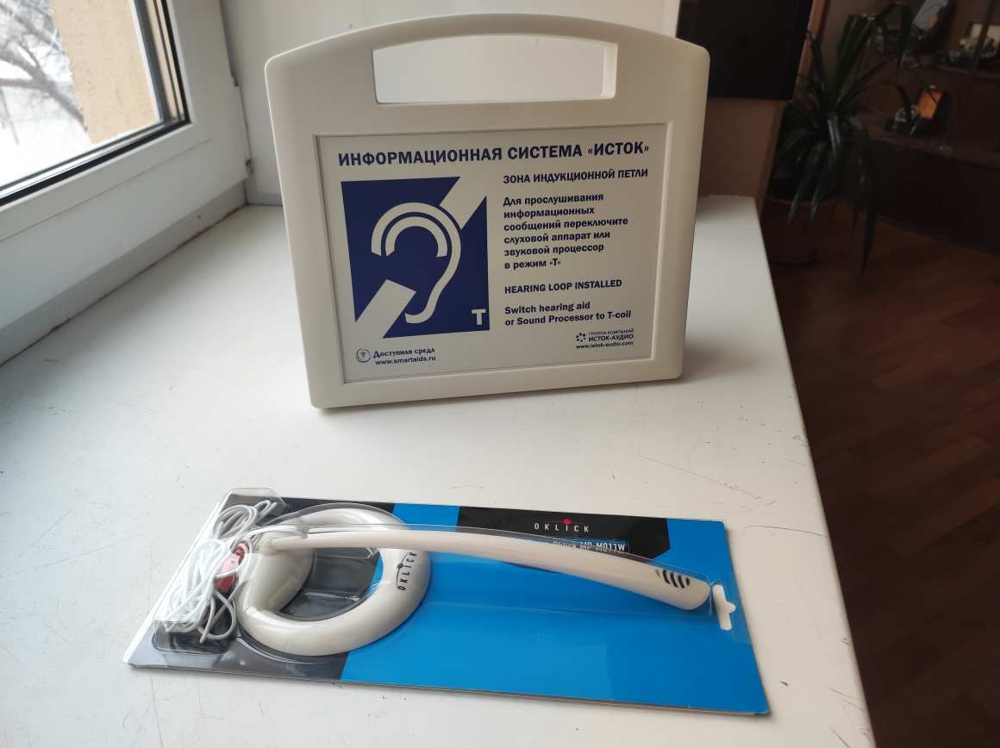 ИНФОРМАЦИОННАЯ СИСТЕМА «ИСТОК»
ЗОНА ИНДУКЦИОННОЙ ПЕТЛИ
Для прослушивания
информационных
сообщений переключите
слуховой аппарат или
звуковой процессор
в режим «Т»
HEARING LOOP INSTALLED
Switch hearing aid
or Sound Processor to T-coil
T
Доступная среда
www.smartaids.ru
ГРУППА КОМПАНИЙ
ИСТОК-АУДИО
www.istok-audio.com
OKLICK
Oklick MP-M011W
OKLICK